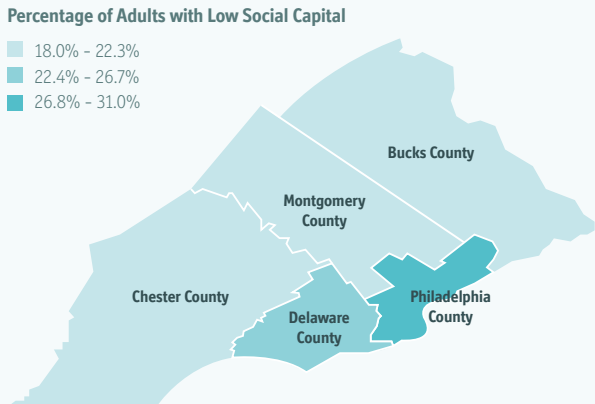 Percentage of Adults with Low Social Capital
18.0% - 22.3%
22.4% - 26.7%
26.8% - 31.0%
Bucks County
Montgomery
County
Chester County
Philadelphia
County
Delaware
County